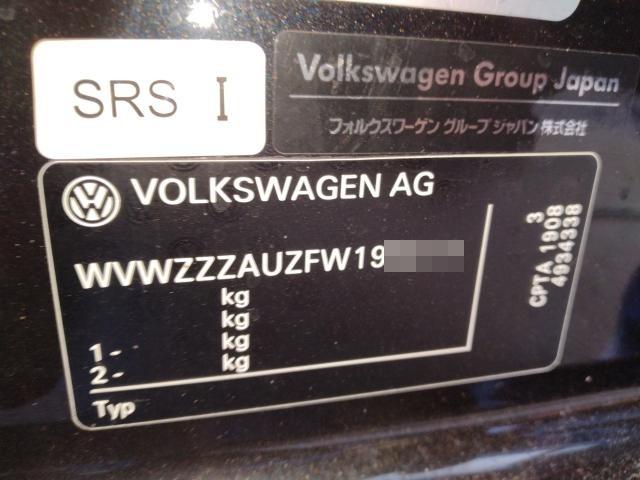 SRS I
Volkswagen Group Japan
フォルクスワーゲン グループ ジャパン 株式会社
VOLKSWAGEN AG
WVWZZZAUZFW19
kg
kg
1- kg
2- kg
Typ
3
CPTA 1908
4934338